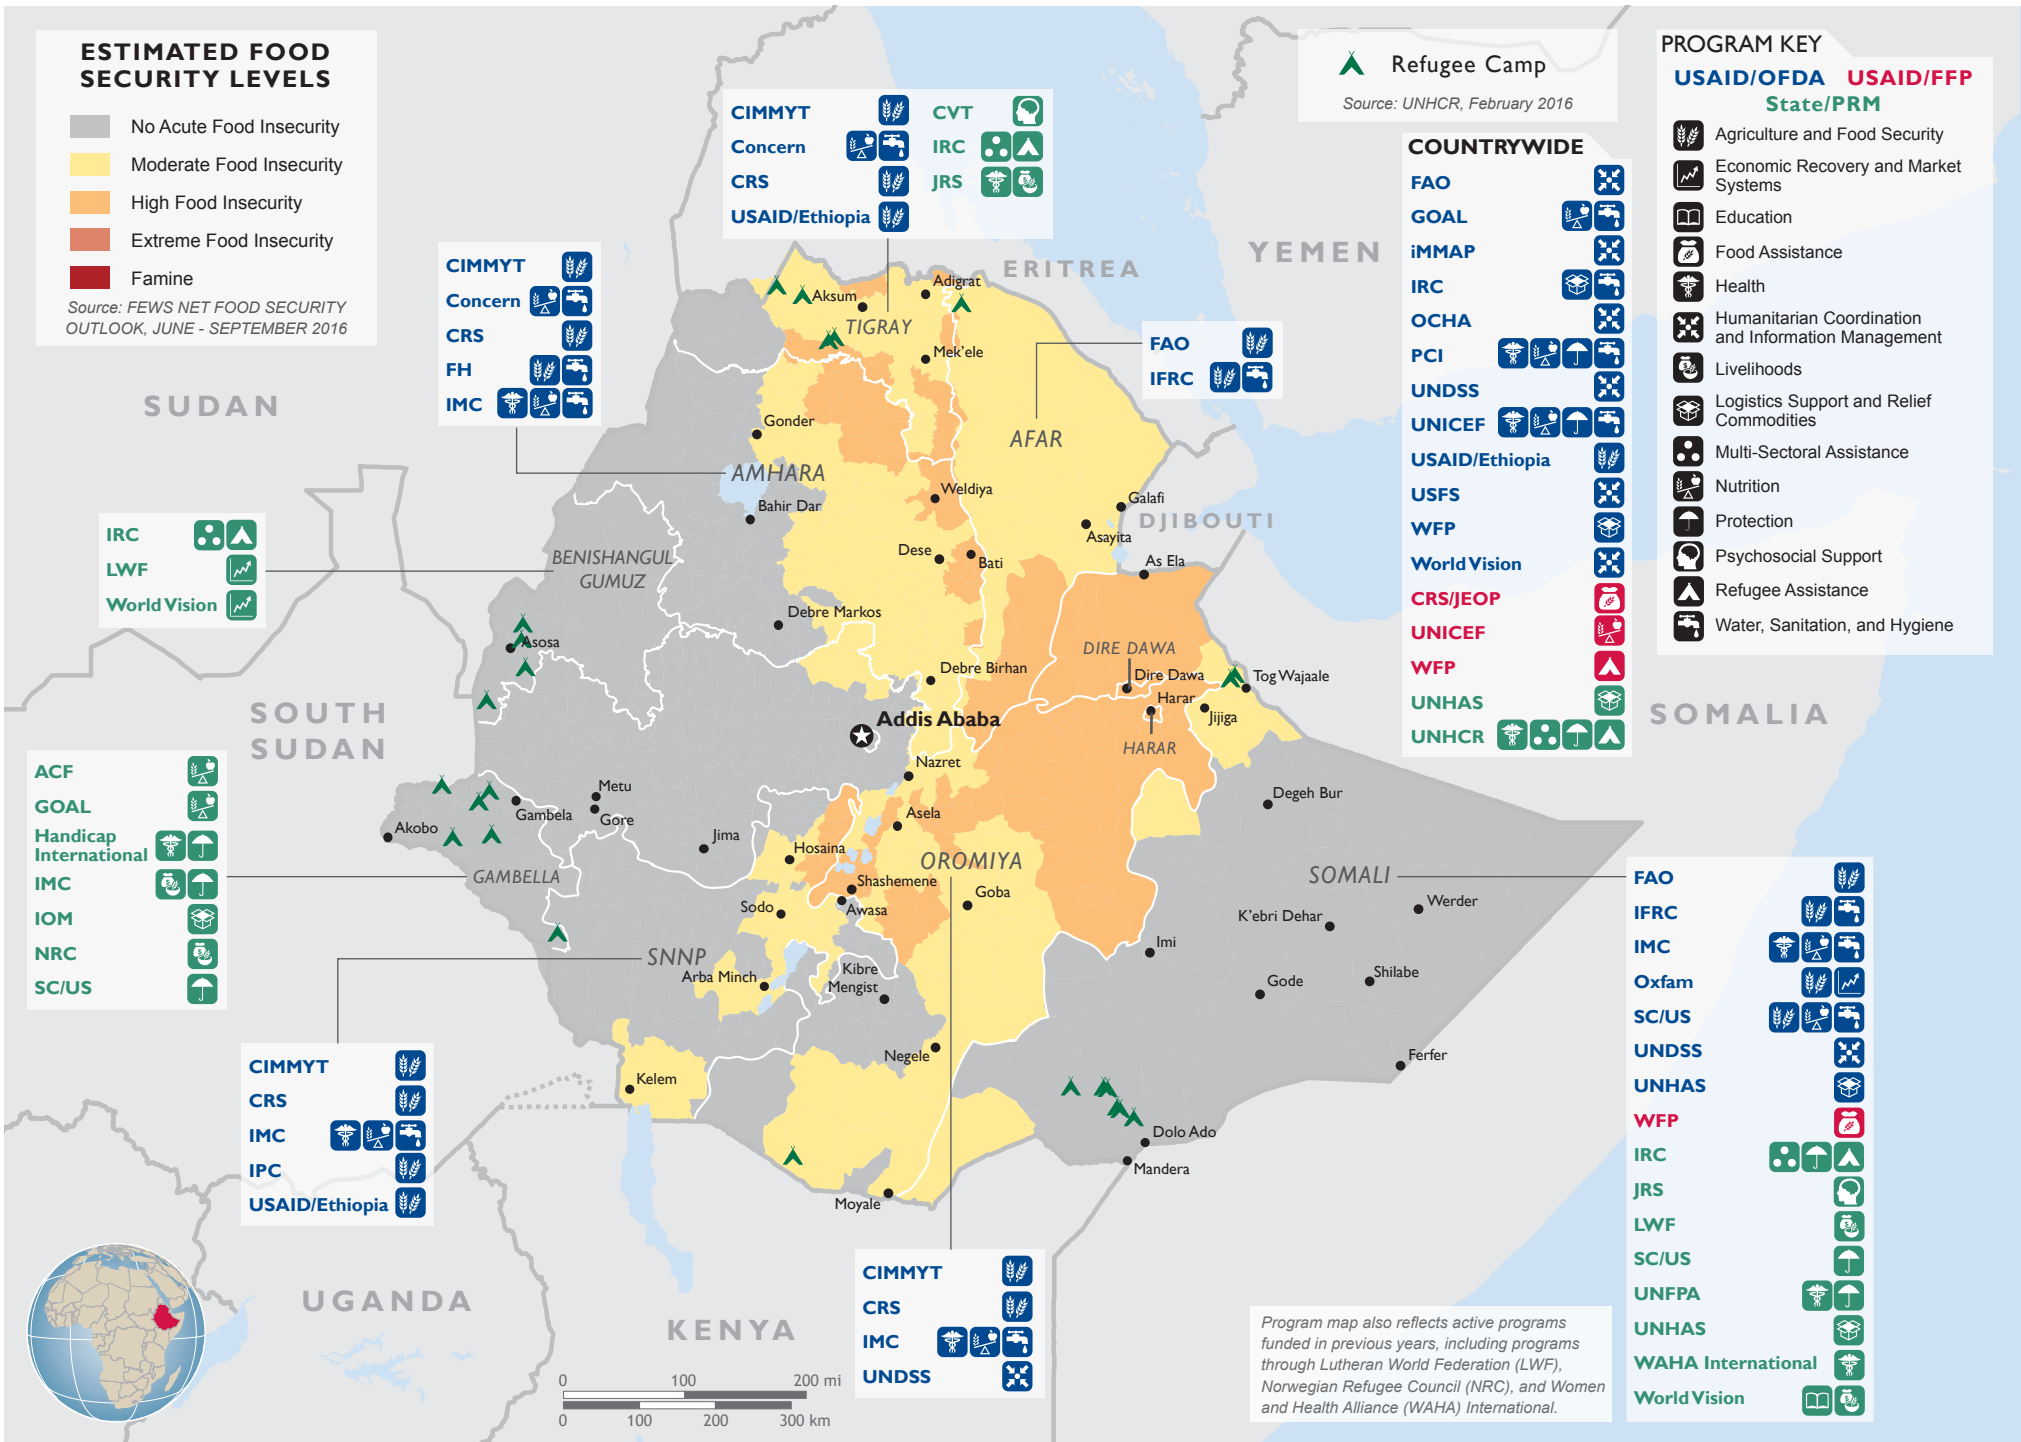 ESTIMATED FOOD
SECURITY LEVELS
No Acute Food Insecurity
Moderate Food Insecurity
High Food Insecurity
Extreme Food Insecurity
Famine
Source: FEWS NET FOOD SECURITY
OUTLOOK, JUNE - SEPTEMBER 2016
CIMMYT
Concern
CRS
USAID/Ethiopia
CVT
IRC
JRS
Refugee Camp
Source: UNHCR, February 2016
PROGRAM KEY
USAID/OFDA USAID/FFP
State/PRM
Agriculture and Food Security
Economic Recovery and Market
Systems
Education
Food Assistance
Health
Humanitarian Coordination
and Information Management
Livelihoods
Logistics Support and Relief
Commodities
Multi-Sectoral Assistance
Nutrition
Protection
Psychosocial Support
Refugee Assistance
Water, Sanitation, and Hygiene
COUNTRYWIDE
FAO
GOAL
iMMAP
IRC
OCHA
PCI
UNDSS
UNICEF
USAID/Ethiopia
USFS
WFP
World Vision
CRS/JEOP
UNICEF
WFP
UNHAS
UNHCR
CIMMYT
Concern
CRS
FH
IMC
FAO
IFRC
IRC
LWF
World Vision
ACF
GOAL
Handicap
International
IMC
IOM
NRC
SC/US
CIMMYT
CRS
IMC
IPC
USAID/Ethiopia
CIMMYT
CRS
IMC
UNDSS
FAO
IFRC
IMC
Oxfam
SC/US
UNDSS
UNHAS
WFP
IRC
JRS
LWF
SC/US
UNFPA
UNHAS
WAHA International
World Vision
SUDAN
ERITREA
YEMEN
DJIBOUTI
SOUTH
SUDAN
SOMALIA
UGANDA
KENYA
TIGRAY
AFAR
AMHARA
BENISHANGUL
GUMUZ
DIRE DAWA
HARAR
GAMBELLA
OROMIYA
SOMALI
SNNP
Adigrat
Aksum
Mek'ele
Gonder
Weldiya
Galafi
Bahir Dar
Asayita
Dese
Bati
As Ela
Debre Markos
Asosa
Debre Birhan
Dire Dawa
Tog Wajaale
Harar
Jijiga
Addis Ababa
Nazret
Metu
Gore
Gambela
Akobo
Jima
Asela
Degeh Bur
Hosaina
Shashemene
Goba
Awasa
Sodo
Werder
K'ebri Dehar
Imi
Arba Minch
Kibre
Mengist
Gode
Shilabe
Negele
Ferfer
Kelem
Dolo Ado
Mandera
Moyale
0 100 200 mi
0 100 200 300 km
Program map also reflects active programs
funded in previous years, including programs
through Lutheran World Federation (LWF),
Norwegian Refugee Council (NRC), and Women
and Health Alliance (WAHA) International.